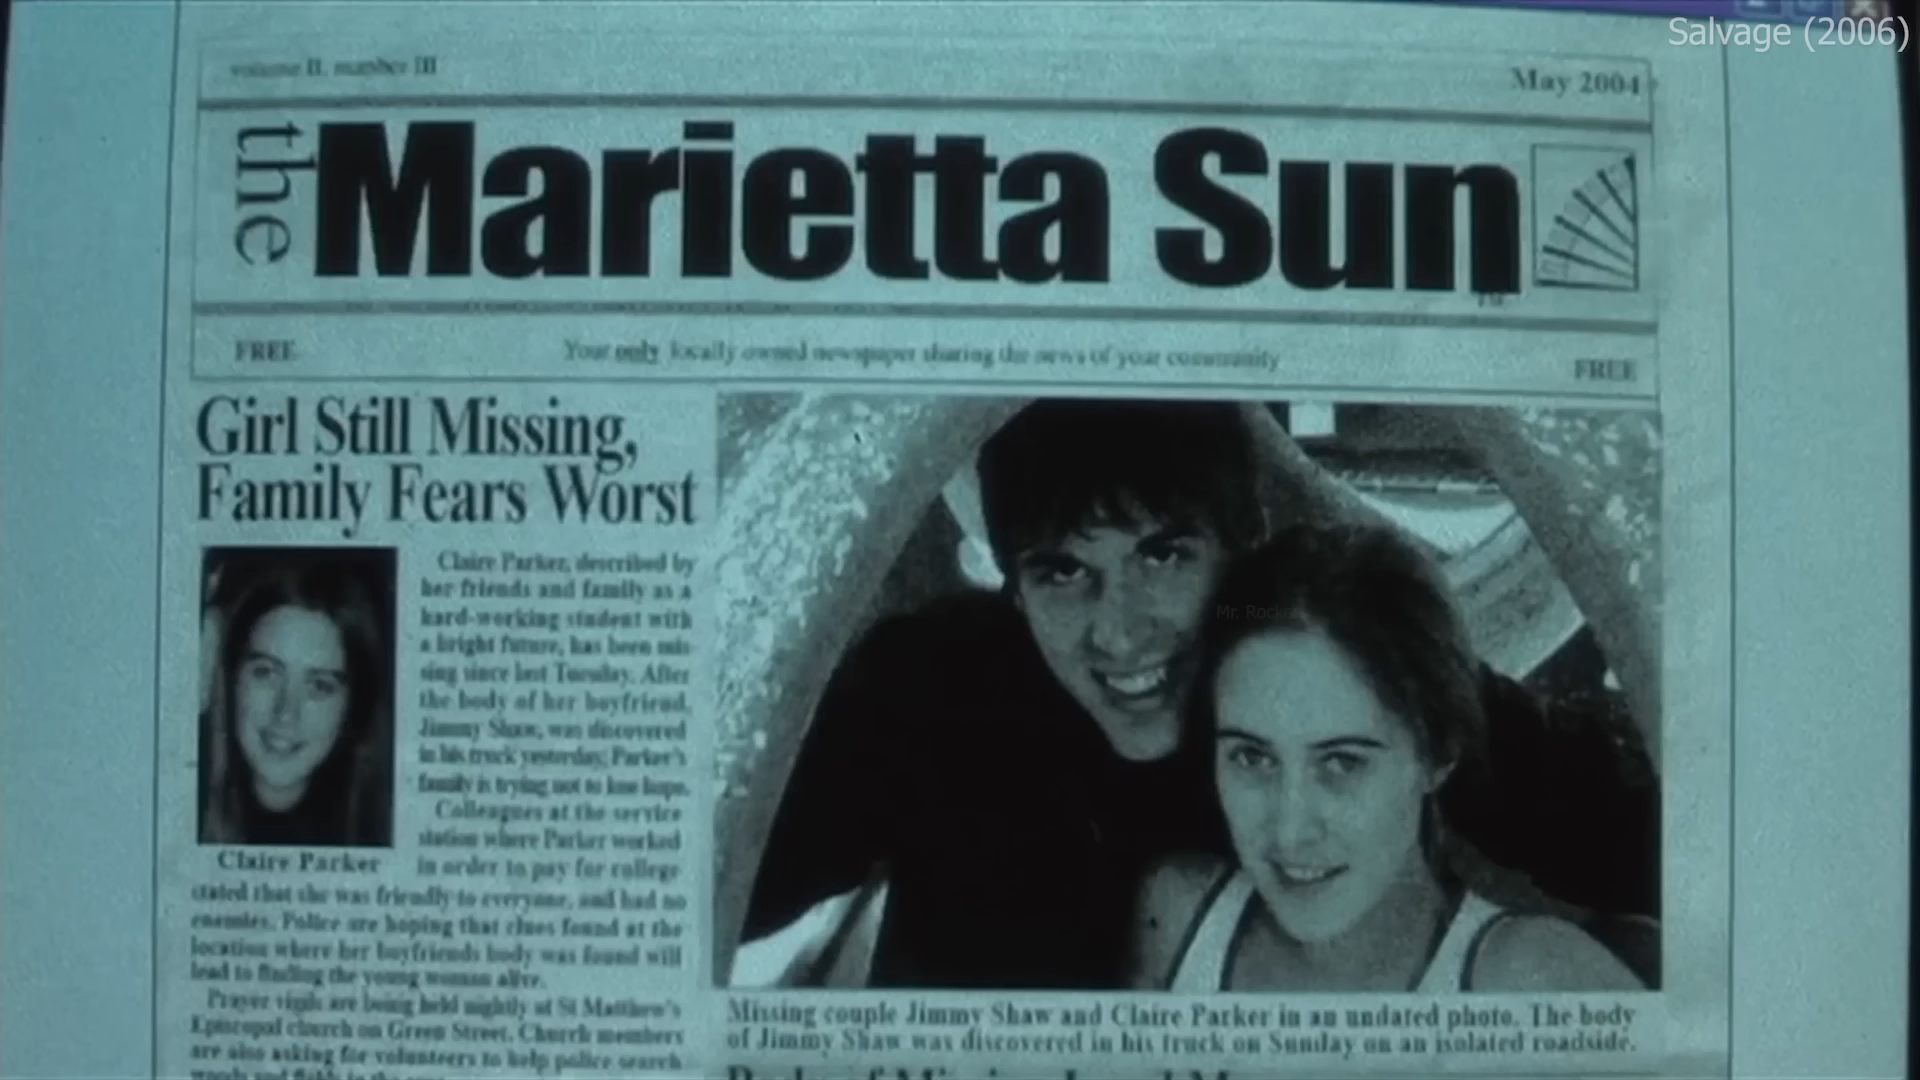 Salvage (2006)
volume II, number III
May 2004
the Marietta Sun
FREE
Your only locally owned newspaper sharing the news of your community
FREE
Girl Still Missing,
Family Fears Worst
Claire Parker, described by
her friends and family as a
hard-working student with
a bright future, has been mis
sing since last Tuesday. After
the body of her boyfriend,
Jimmy Shaw, was discovered
in his truck yesterday, Parker's
family is trying not to lose hope.
Colleagues at the service
station where Parker worked
in order to pay for college
Claire Parker
stated that she was friendly to everyone, and had no
enemies. Police are hoping that clues found at the
location where her boyfriends body was found will
lead to finding the young woman alive.
Prayer vigils are being held nightly at St Matthew's
Episcopal church on Green Street. Church members
are also asking for volunteers to help police search
Missing couple Jimmy Shaw and Claire Parker in an undated photo. The body
of Jimmy Shaw was discovered in his truck on Sunday on an isolated roadside.